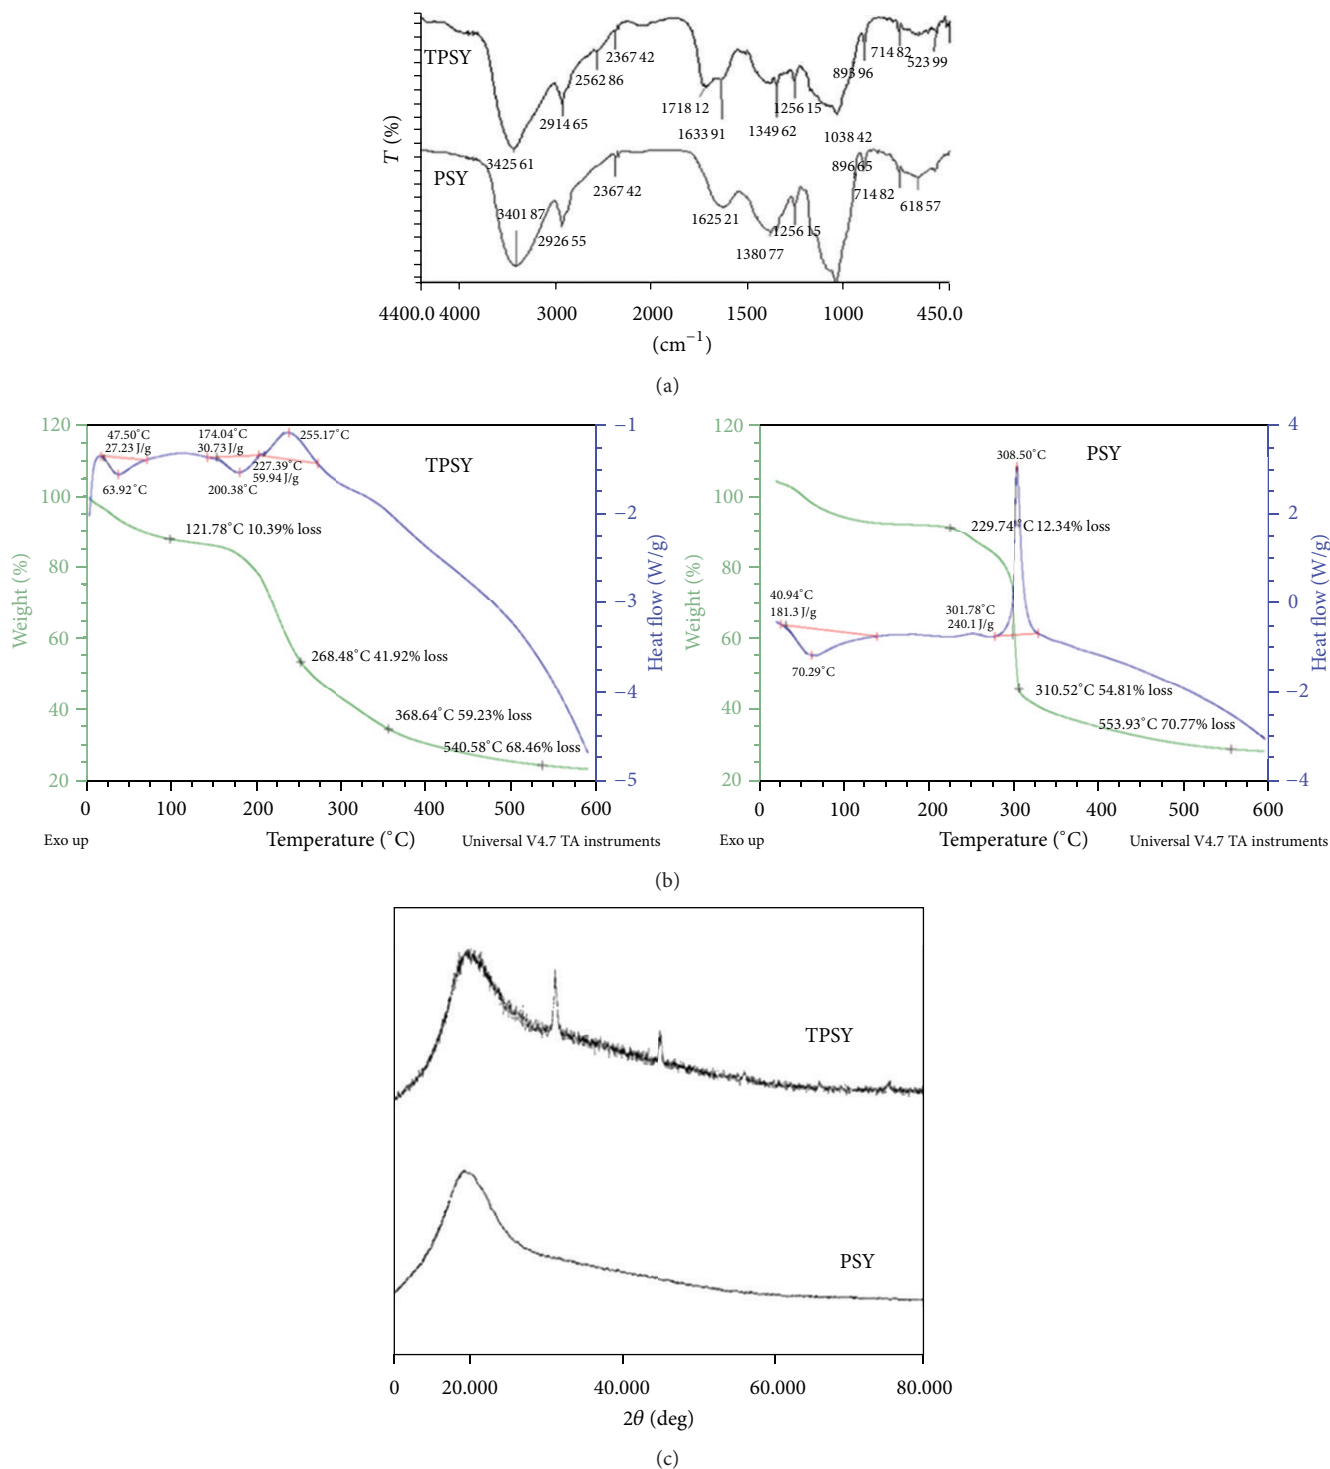 TPSY
2367 42
2562 86
2914 65
3425 61
1718 12
1633 91
1349 62
1256 15
1038 42
893 96
714 82
523 99
T (%)
PSY
3401 87
2926 55
2367 42
1625 21
1380 77
1256 15
896 65
714 82
618 57
4400.0 4000 3000 2000 1500 1000 450.0
(cm−1)
(a)
120
100
80
60
40
20
Weight (%)
47.50°C
27.23 J/g
63.92°C
174.04°C
30.73 J/g
200.38°C
227.39°C
59.94 J/g
255.17°C
TPSY
121.78°C 10.39% loss
268.48°C 41.92% loss
368.64°C 59.23% loss
540.58°C 68.46% loss
−1
−2
−3
−4
−5
Heat flow (W/g)
0 100 200 300 400 500 600
Exo up
Temperature (°C)
Universal V4.7 TA instruments
120
100
80
60
40
20
Weight (%)
308.50°C
PSY
229.74°C 12.34% loss
40.94°C
181.3 J/g
70.29°C
301.78°C
240.1 J/g
310.52°C 54.81% loss
553.93°C 70.77% loss
4
2
0
−2
−4
Heat flow (W/g)
0 100 200 300 400 500 600
Exo up
Temperature (°C)
Universal V4.7 TA instruments
(b)
TPSY
PSY
0 20.000 40.000 60.000 80.000
2θ (deg)
(c)